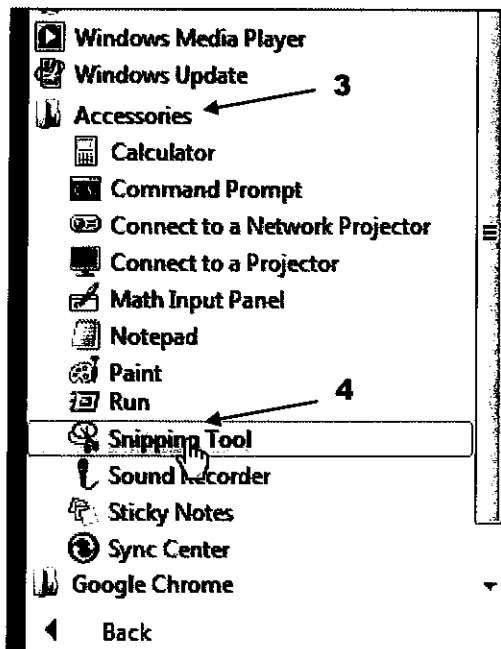 Windows Media Player
Windows Update
3
Accessories
Calculator
Command Prompt
Connect to a Network Projector
Connect to a Projector
Math Input Panel
Notepad
Paint
Run
4
Snipping Tool
Sound Recorder
Sticky Notes
Sync Center
Google Chrome
Back